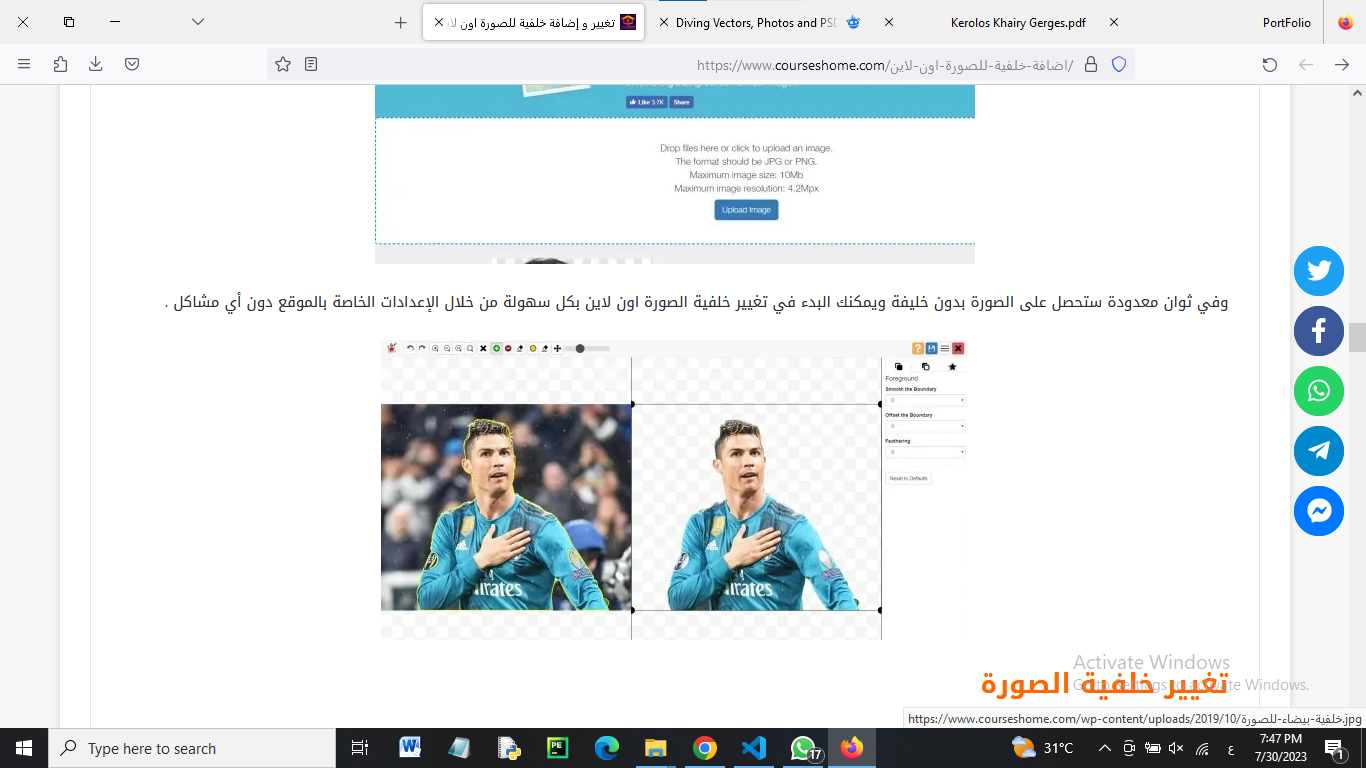 تغيير و إضافة خلفية للصورة اون لا
Diving Vectors, Photos and PSD
Kerolos Khairy Gerges.pdf
PortFolio
https://www.courseshome.com/اضافة-خلفية-للصورة-اون-لاين/
Like 3.7K Share
Drop files here or click to upload an image.
The format should be JPG or PNG.
Maximum image size: 10Mb
Maximum image resolution: 4.2Mpx
Upload Image
وفي ثوان معدودة ستحصل على الصورة بدون خليفة ويمكنك البدء في تغيير خلفية الصورة اون لاين بكل سهولة من خلال الإعدادات الخاصة بالموقع دون أي مشاكل .
Foreground
Smooth the Boundary
0
Offset the Boundary
0
Feathering
0
Reset to Defaults
Emirates
mirates
Activate Windows
Go to Settings to activate Windows.
تغيير خلفية الصورة
https://www.courseshome.com/wp-content/uploads/2019/10/خلفية-بيضاء-للصورة.jpg
Type here to search
PE
17
31°C
ع
7:47 PM
7/30/2023
1